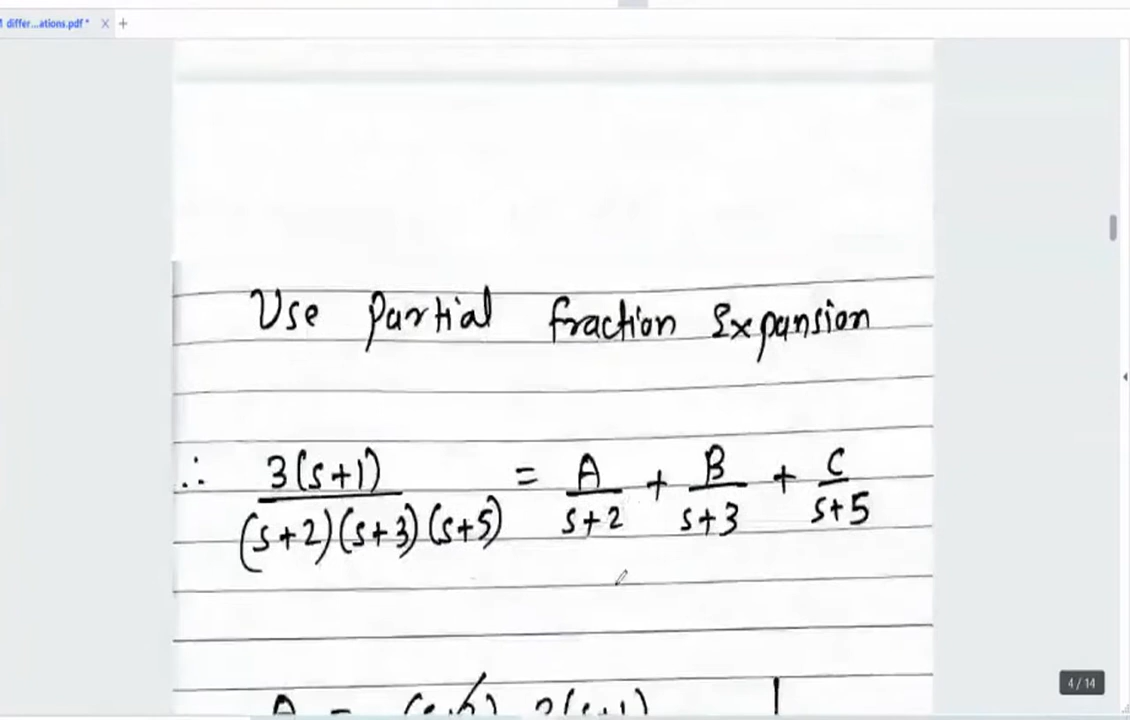 differ...ations.pdf *
Use Partial Fraction Expansion
∴ 3(s+1) / (s+2)(s+3)(s+5) = A / s+2 + B / s+3 + C / s+5
4 / 14